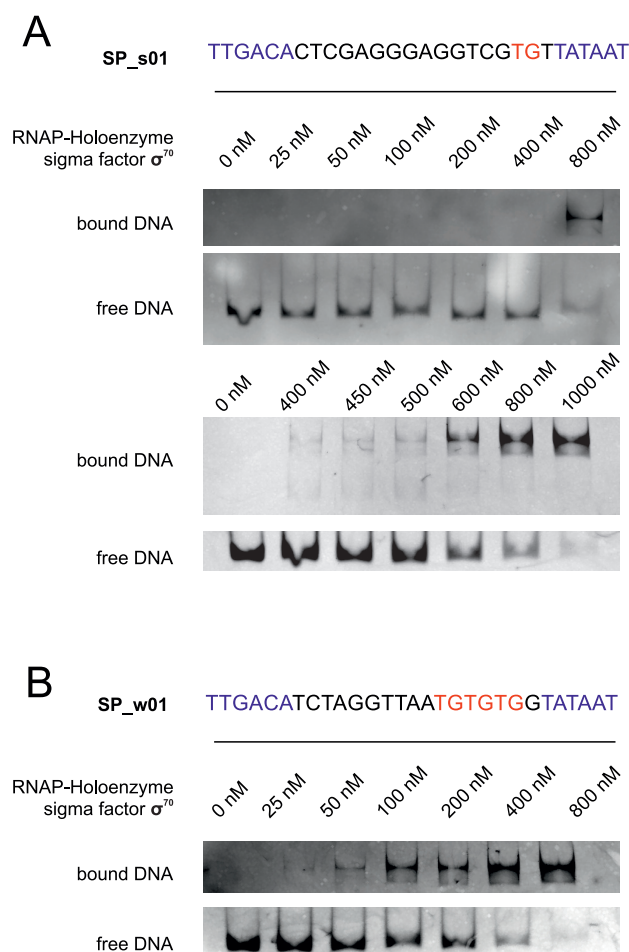 A
SP_s01 TTGACACTCGAGGGAGGTCGTGTTATAAT
RNAP-Holoenzyme
sigma factor σ⁷⁰
0 nM 25 nM 50 nM 100 nM 200 nM 400 nM 800 nM
bound DNA
free DNA
0 nM 400 nM 450 nM 500 nM 600 nM 800 nM 1000 nM
bound DNA
free DNA
B
SP_w01 TTGACATCTAGGTTAATGTGTGGTATAAT
RNAP-Holoenzyme
sigma factor σ⁷⁰
0 nM 25 nM 50 nM 100 nM 200 nM 400 nM 800 nM
bound DNA
free DNA